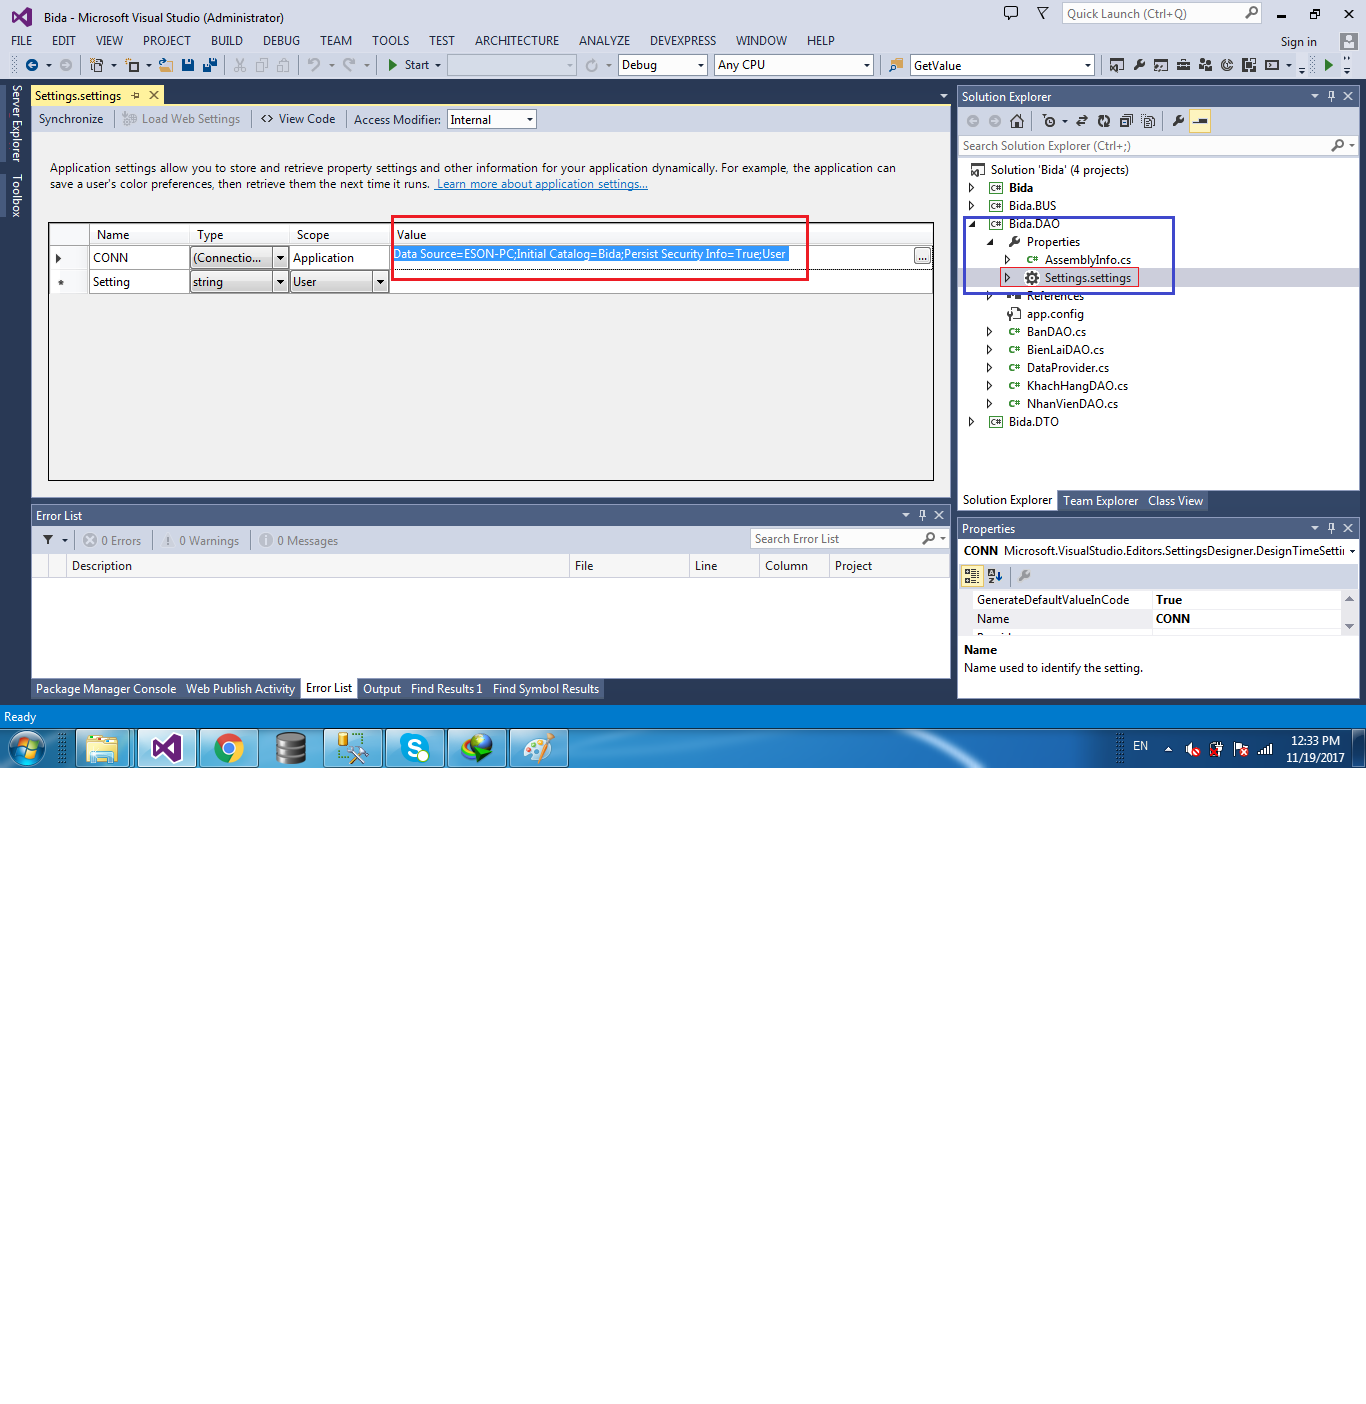 Bida - Microsoft Visual Studio (Administrator)
Quick Launch (Ctrl+Q)
FILE EDIT VIEW PROJECT BUILD DEBUG TEAM TOOLS TEST ARCHITECTURE ANALYZE DEVEXPRESS WINDOW HELP
Sign in
Start Debug Any CPU GetValue
Server Explorer
Toolbox
Settings.settings
Synchronize Load Web Settings View Code Access Modifier: Internal
Application settings allow you to store and retrieve property settings and other information for your application dynamically. For example, the application can
save a user's color preferences, then retrieve them the next time it runs. Learn more about application settings...
Name Type Scope Value
CONN (Connectio... Application Data Source=ESON-PC;Initial Catalog=Bida;Persist Security Info=True;User ...
* Setting string User
Error List
0 Errors 0 Warnings 0 Messages Search Error List
Description File Line Column Project
Package Manager Console Web Publish Activity Error List Output Find Results 1 Find Symbol Results
Solution Explorer
Search Solution Explorer (Ctrl+;)
Solution 'Bida' (4 projects)
C# Bida
C# Bida.BUS
C# Bida.DAO
Properties
C# AssemblyInfo.cs
Settings.settings
References
app.config
C# BanDAO.cs
C# BienLaiDAO.cs
C# DataProvider.cs
C# KhachHangDAO.cs
C# NhanVienDAO.cs
C# Bida.DTO
Solution Explorer Team Explorer Class View
Properties
CONN Microsoft.VisualStudio.Editors.SettingsDesigner.DesignTimeSetti
GenerateDefaultValueInCode True
Name CONN
Name
Name used to identify the setting.
Ready
EN
12:33 PM
11/19/2017